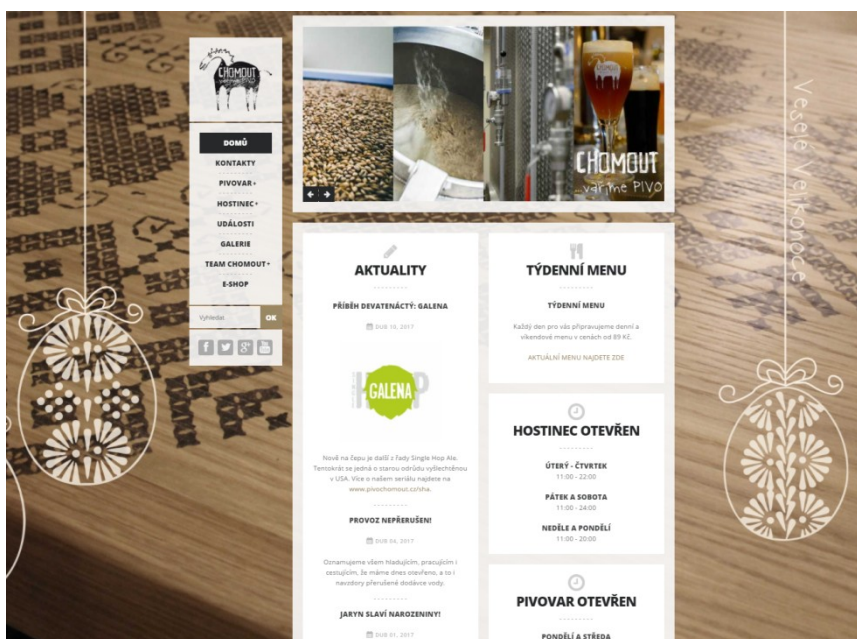 CHOMOUT
DOMŮ
KONTAKTY
PIVOVAR+
HOSTINEC+
UDÁLOSTI
GALERIE
TEAM CHOMOUT+
E-SHOP
Vyhledat
OK
CHOMOUT
...vaříme PIVO
AKTUALITY
PŘÍBĚH DEVATENÁCTÝ: GALENA
DUB 10, 2017
HOP
GALENA
Nově na čepu je další z řady Single Hop Ale.
Tentokrát se jedná o starou odrůdu vyšlechtěnou
v USA. Více o našem seriálu najdete na
www.pivochomout.cz/sha.
PROVOZ NEPŘERUŠEN!
DUB 04, 2017
Oznamujeme všem hladujícím, pracujícím i
cestujícím, že máme dnes otevřeno, a to i
navzdory přerušené dodávce vody.
JARYN SLAVÍ NAROZENINY!
DUB 01, 2017
TÝDENNÍ MENU
TÝDENNÍ MENU
Každý den pro vás připravujeme denní a
víkendové menu v cenách od 89 Kč.
AKTUÁLNÍ MENU NAJDETE ZDE
HOSTINEC OTEVŘEN
ÚTERÝ - ČTVRTEK
11:00 - 22:00
PÁTEK A SOBOTA
11:00 - 24:00
NEDĚLE A PONDĚLÍ
11:00 - 20:00
PIVOVAR OTEVŘEN
PONDĚLÍ A STŘEDA
Veselé Velikonoce